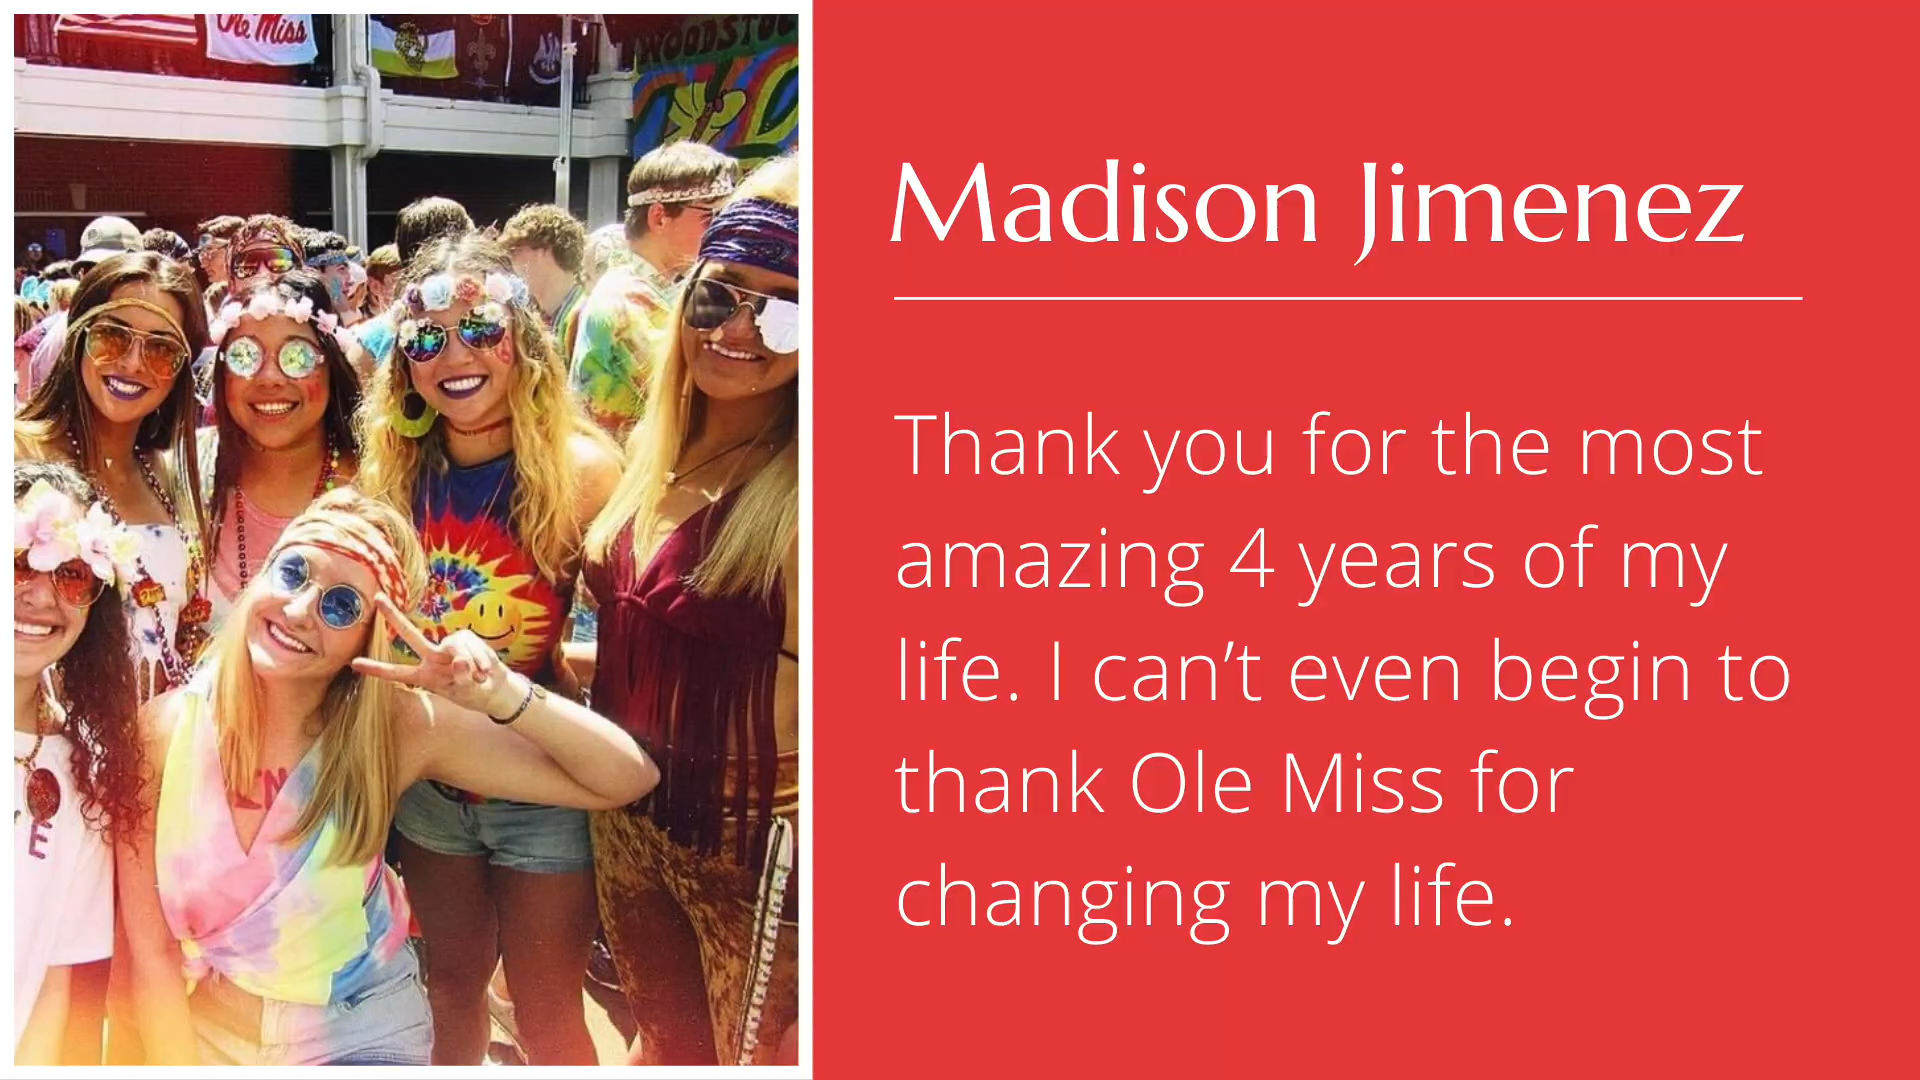 Ole Miss
WOODSTOC
Madison Jimenez
Thank you for the most
amazing 4 years of my
life. I can’t even begin to
thank Ole Miss for
changing my life.